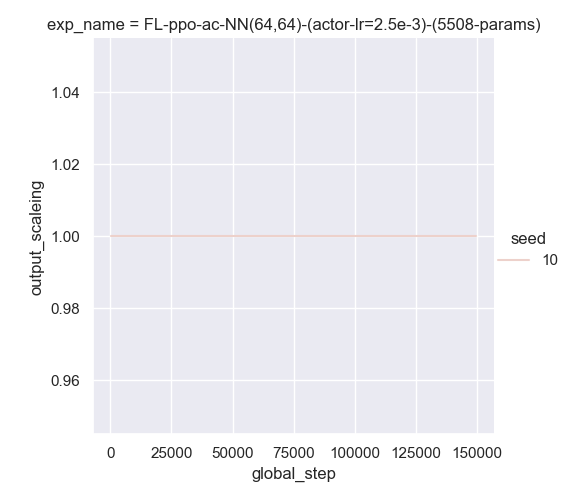 exp_name = FL-ppo-ac-NN(64,64)-(actor-lr=2.5e-3)-(5508-params)
1.04
1.02
1.00
0.98
0.96
output_scaleing
0 25000 50000 75000 100000 125000 150000
global_step
seed
10